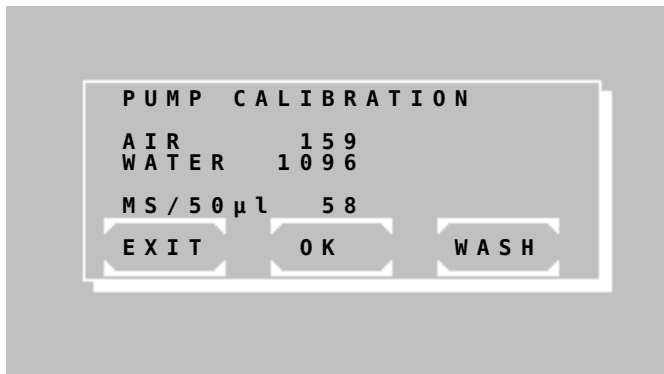 PUMP CALIBRATION
AIR 159
WATER 1096
MS/50µl 58
EXIT OK WASH